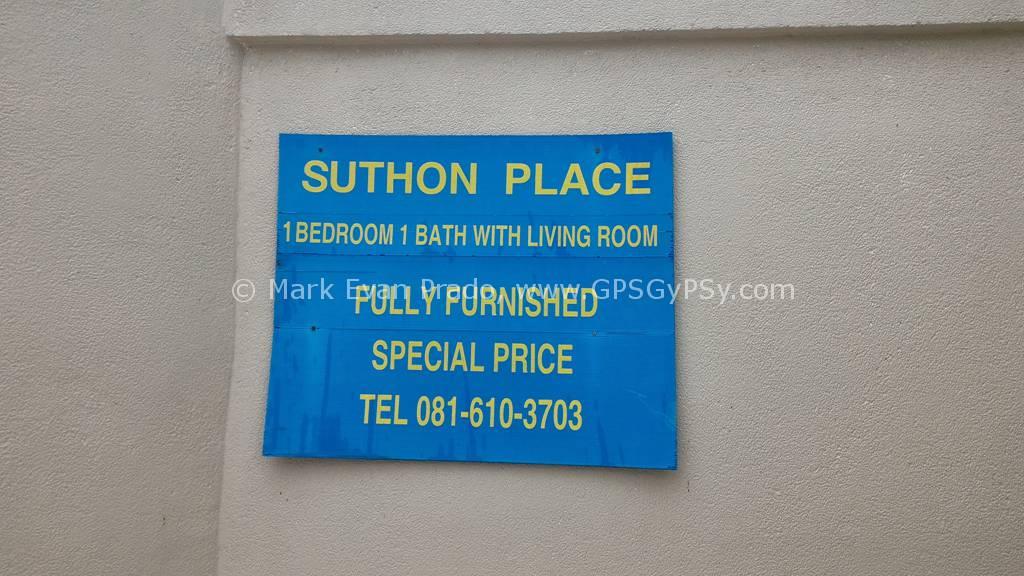 SUTHON PLACE
1 BEDROOM 1 BATH WITH LIVING ROOM
© Mark Evan Prado, www.GPSGyPSy.com
FULLY FURNISHED
SPECIAL PRICE
TEL 081-610-3703